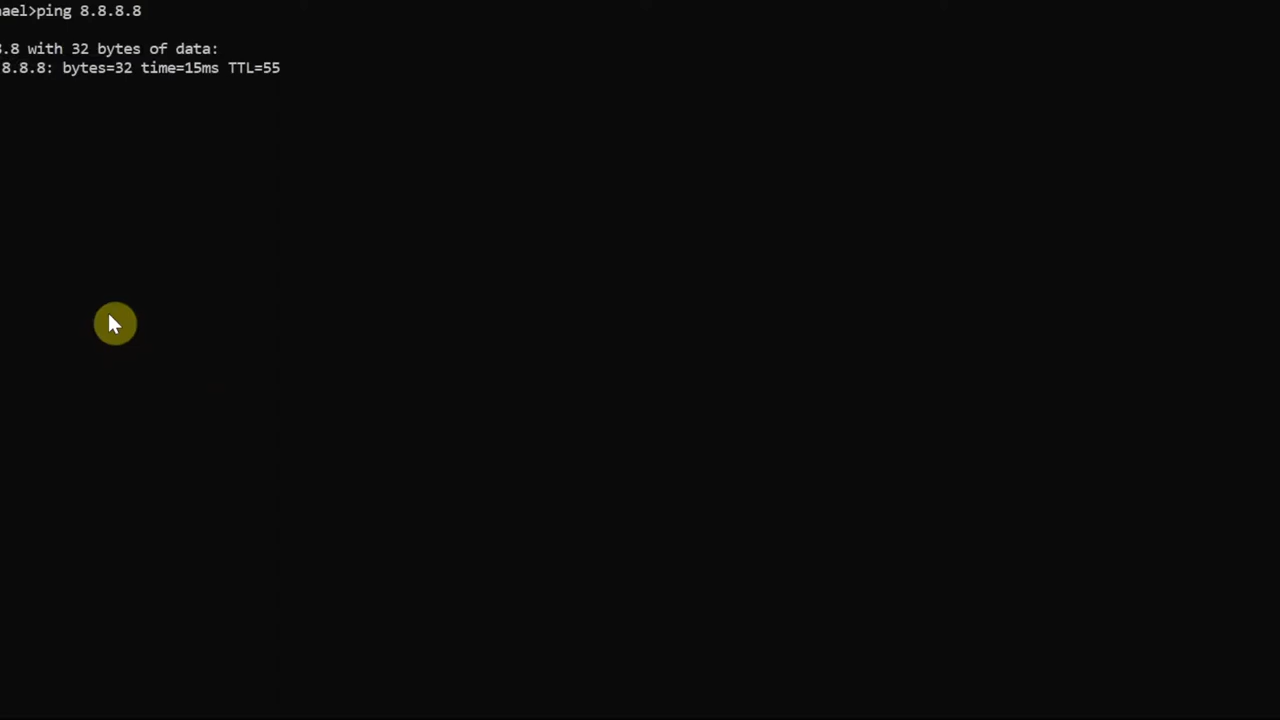 ael>ping 8.8.8.8
8.8 with 32 bytes of data:
8.8.8: bytes=32 time=15ms TTL=55